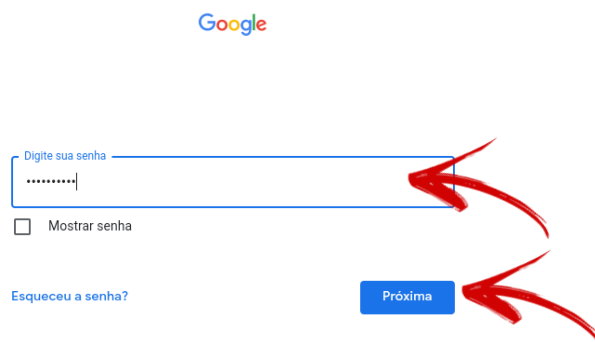 Google
Digite sua senha
••••••••••
Mostrar senha
Esqueceu a senha?
Próxima